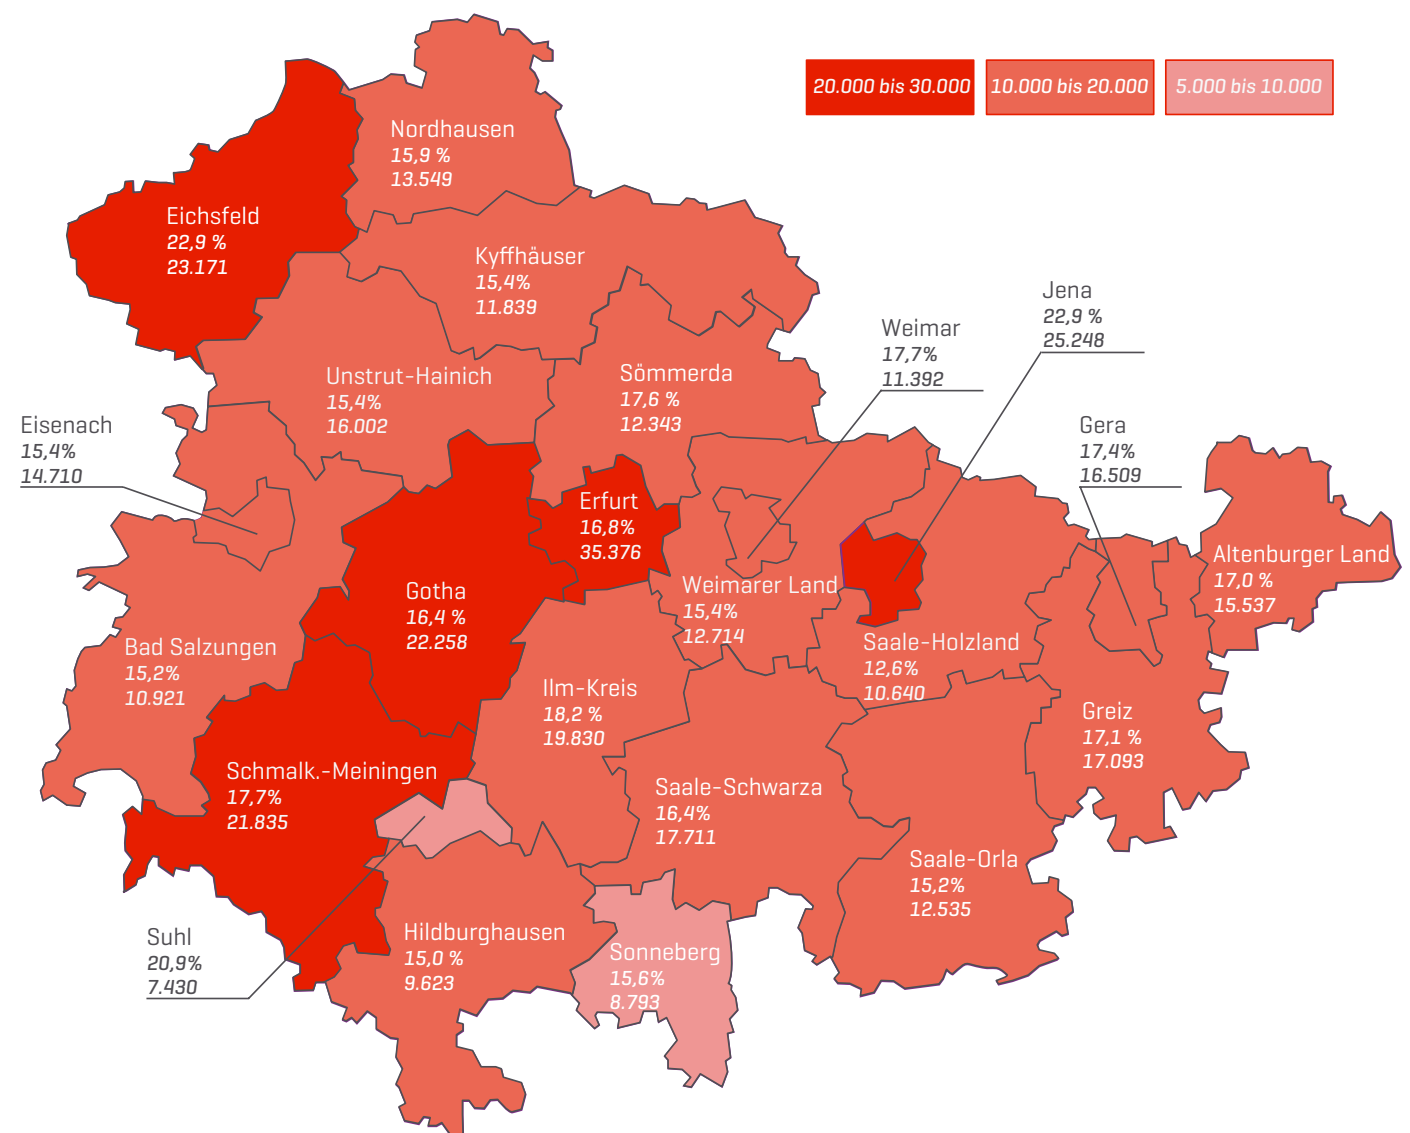 20.000 bis 30.000
10.000 bis 20.000
5.000 bis 10.000
Nordhausen
15,9 %
13.549
Eichsfeld
22,9 %
23.171
Kyffhäuser
15,4%
11.839
Jena
22,9 %
25.248
Weimar
17,7%
11.392
Unstrut-Hainich
15,4%
16.002
Sömmerda
17,6 %
12.343
Eisenach
15,4%
14.710
Gera
17,4%
16.509
Erfurt
16,8%
35.376
Altenburger Land
17,0 %
15.537
Gotha
16,4 %
22.258
Weimarer Land
15,4%
12.714
Bad Salzungen
15,2%
10.921
Saale-Holzland
12,6%
10.640
Ilm-Kreis
18,2 %
19.830
Greiz
17,1 %
17.093
Schmalk.-Meiningen
17,7%
21.835
Saale-Schwarza
16,4%
17.711
Saale-Orla
15,2%
12.535
Suhl
20,9%
7.430
Hildburghausen
15,0 %
9.623
Sonneberg
15,6%
8.793